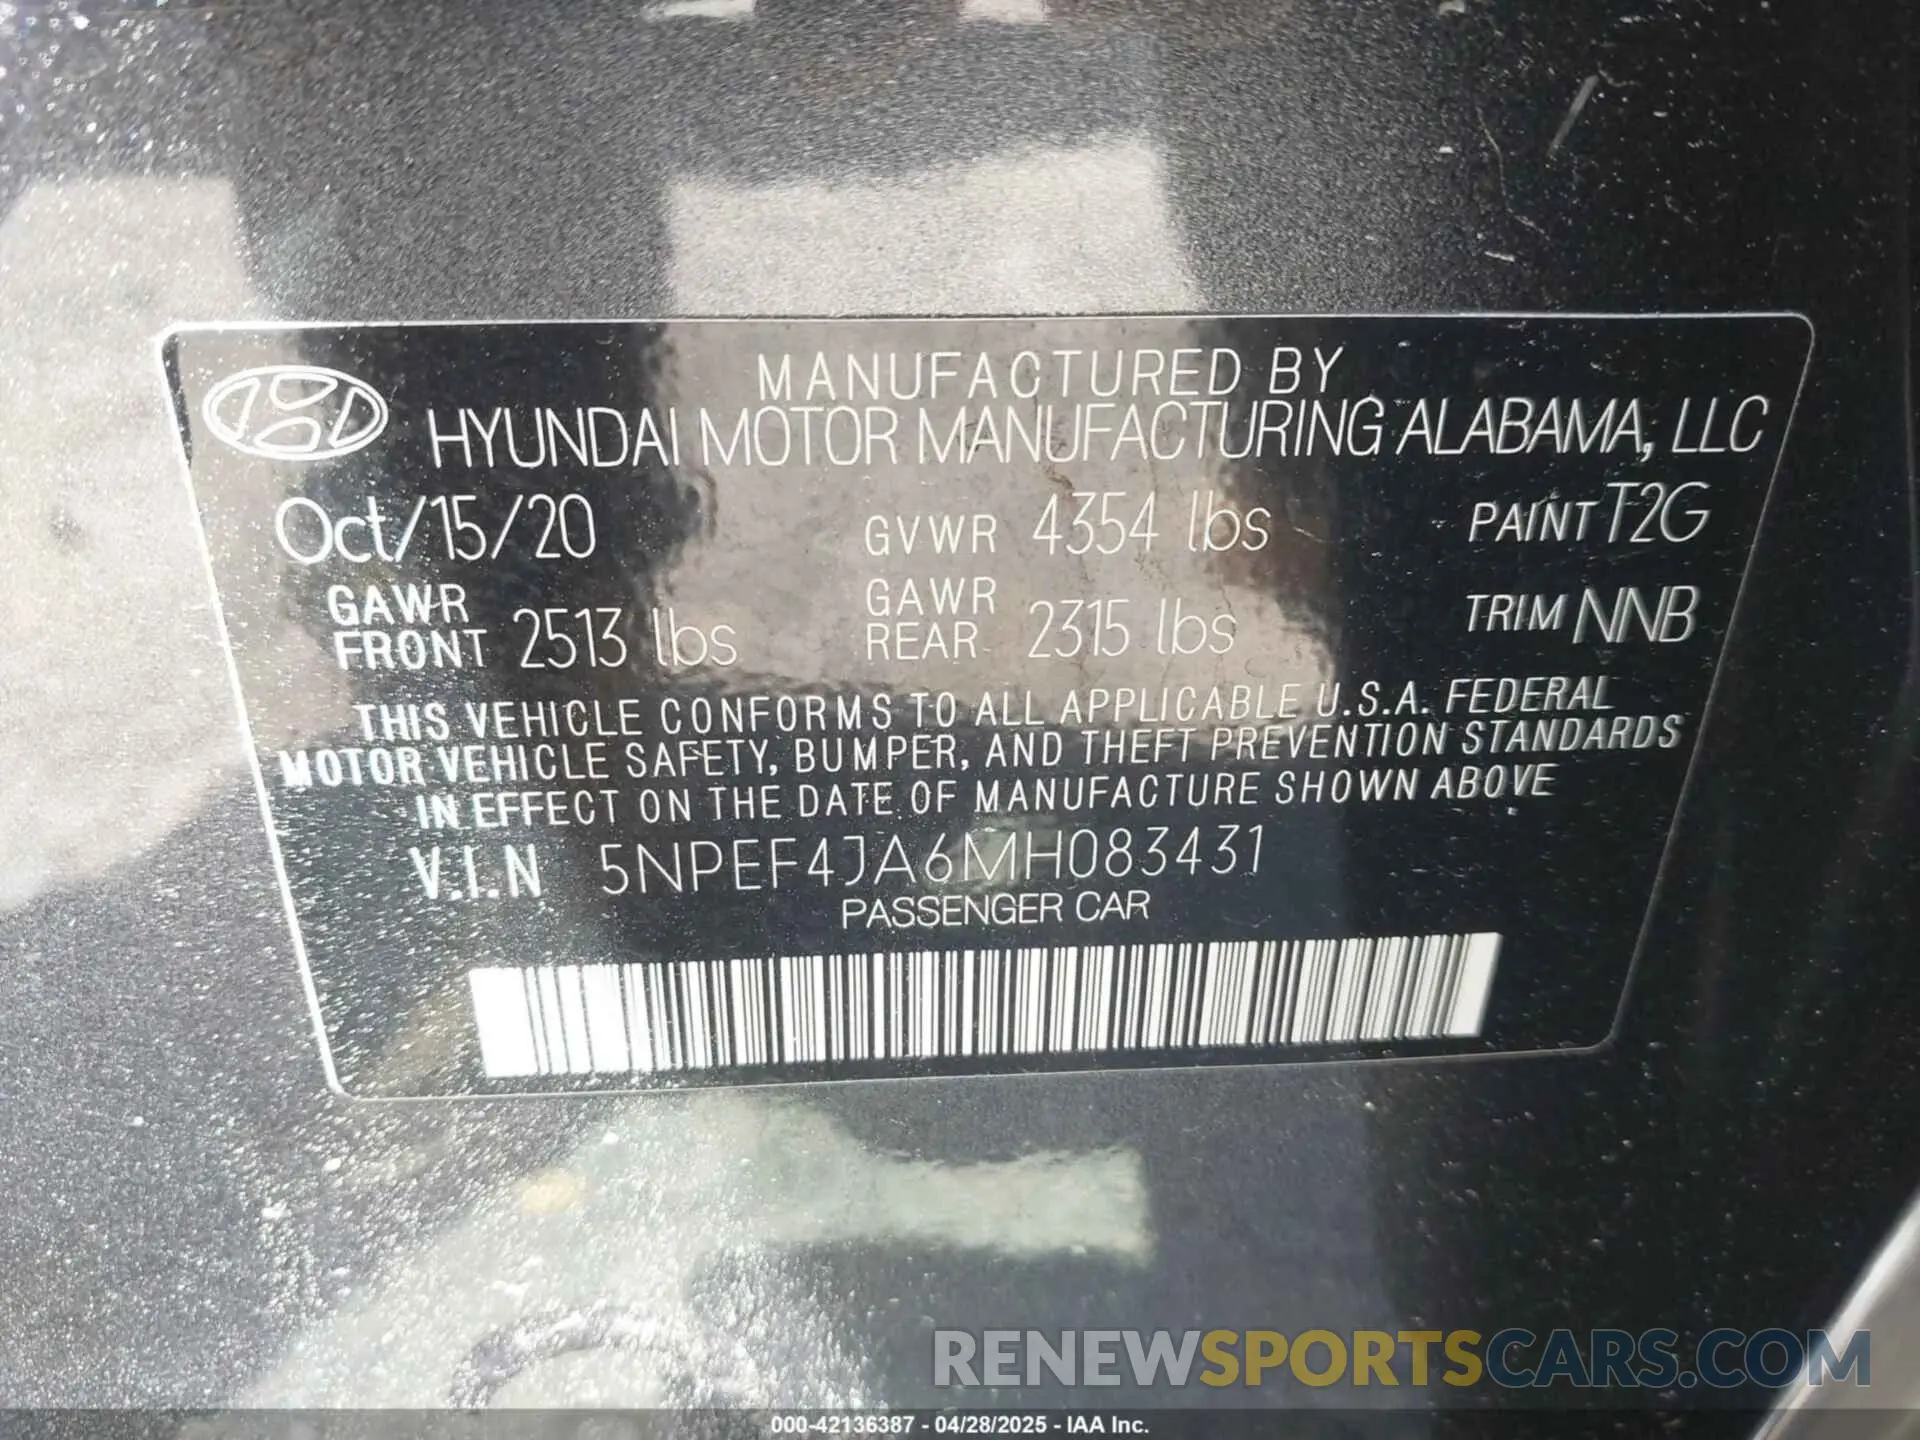 MANUFACTURED BY
HYUNDAI MOTOR MANUFACTURING ALABAMA, LLC
Oct/15/20 GVWR 4354 lbs PAINT T2G
GAWR FRONT 2513 lbs GAWR REAR 2315 lbs TRIM NNB
THIS VEHICLE CONFORMS TO ALL APPLICABLE U.S.A. FEDERAL
MOTOR VEHICLE SAFETY, BUMPER, AND THEFT PREVENTION STANDARDS
IN EFFECT ON THE DATE OF MANUFACTURE SHOWN ABOVE
V.I.N 5NPEF4JA6MH083431
PASSENGER CAR
RENEWSPORTSCARS.COM
000-42136387 - 04/28/2025 - IAA Inc.